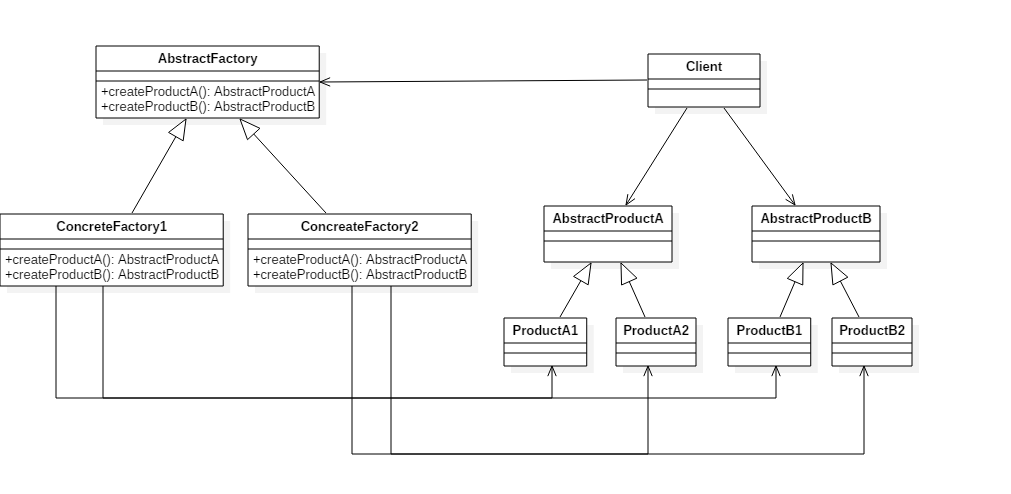 AbstractFactory
+createProductA(): AbstractProductA
+createProductB(): AbstractProductB
Client
ConcreteFactory1
+createProductA(): AbstractProductA
+createProductB(): AbstractProductB
ConcreateFactory2
+createProductA(): AbstractProductA
+createProductB(): AbstractProductB
AbstractProductA
AbstractProductB
ProductA1
ProductA2
ProductB1
ProductB2